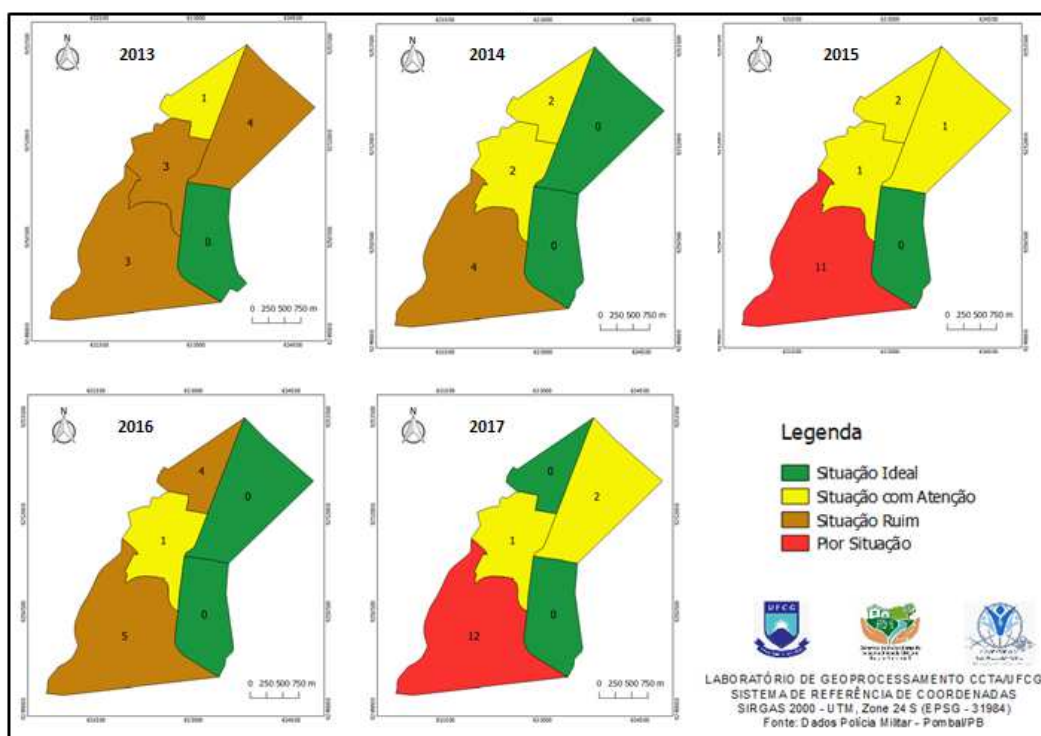 2013
N
1
4
3
0
3
0 250 500 750 m
2014
N
2
0
2
0
4
0 250 500 750 m
2015
N
2
1
1
0
11
0 250 500 750 m
2016
N
4
0
1
0
5
0 250 500 750 m
2017
N
0
2
1
0
12
0 250 500 750 m
Legenda
Situação Ideal
Situação com Atenção
Situação Ruim
Pior Situação
UFCG
LABORATÓRIO DE GEOPROCESSAMENTO CCTA/UFCG
SISTEMA DE REFERÊNCIA DE COORDENADAS
SIRGAS 2000 - UTM, Zone 24 S (EPSG - 31984)
Fonte: Dados Polícia Militar - Pombal/PB